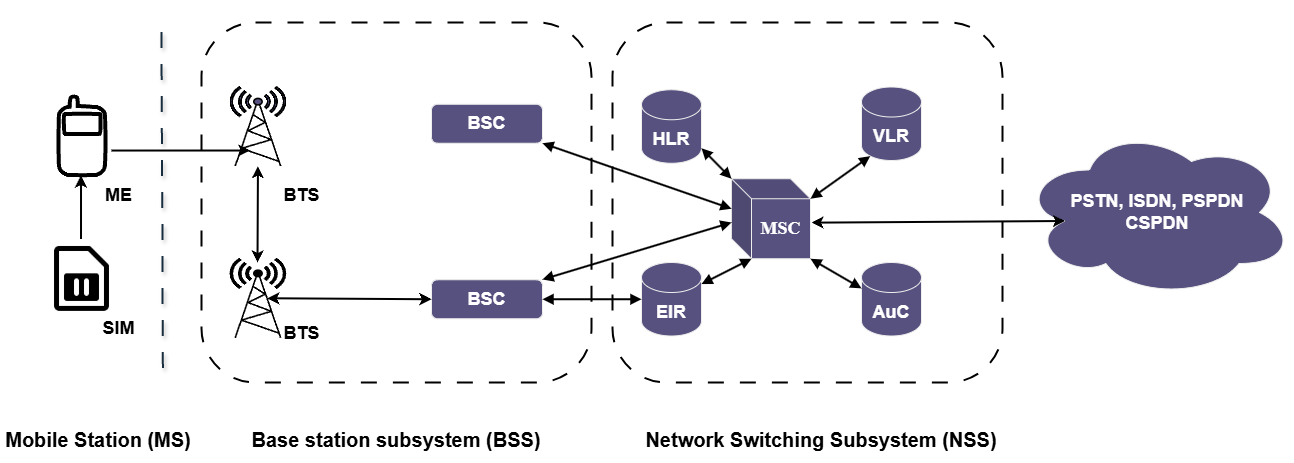 BSC
HLR
VLR
ME
BTS
PSTN, ISDN, PSPDN
CSPDN
MSC
BSC
EIR
AuC
SIM
BTS
Mobile Station (MS)
Base station subsystem (BSS)
Network Switching Subsystem (NSS)